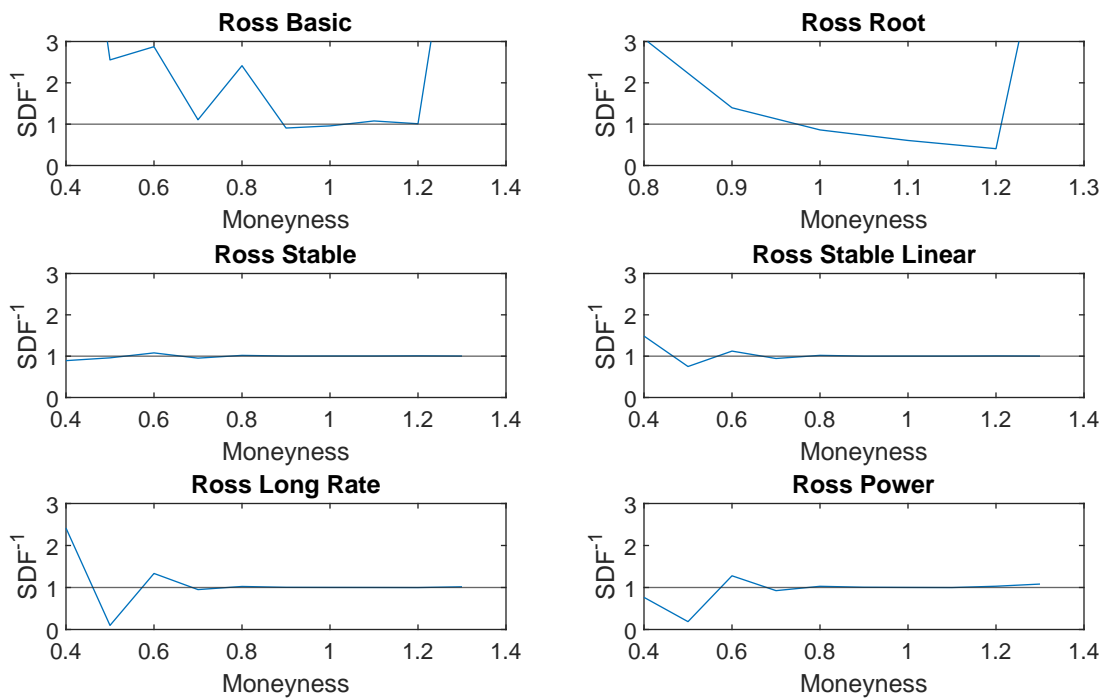 Ross Basic
3
2
1
0
SDF-1
0.4 0.6 0.8 1 1.2 1.4
Moneyness
Ross Root
3
2
1
0
SDF-1
0.8 0.9 1 1.1 1.2 1.3
Moneyness
Ross Stable
3
2
1
0
SDF-1
0.4 0.6 0.8 1 1.2 1.4
Moneyness
Ross Stable Linear
3
2
1
0
SDF-1
0.4 0.6 0.8 1 1.2 1.4
Moneyness
Ross Long Rate
3
2
1
0
SDF-1
0.4 0.6 0.8 1 1.2 1.4
Moneyness
Ross Power
3
2
1
0
SDF-1
0.4 0.6 0.8 1 1.2 1.4
Moneyness